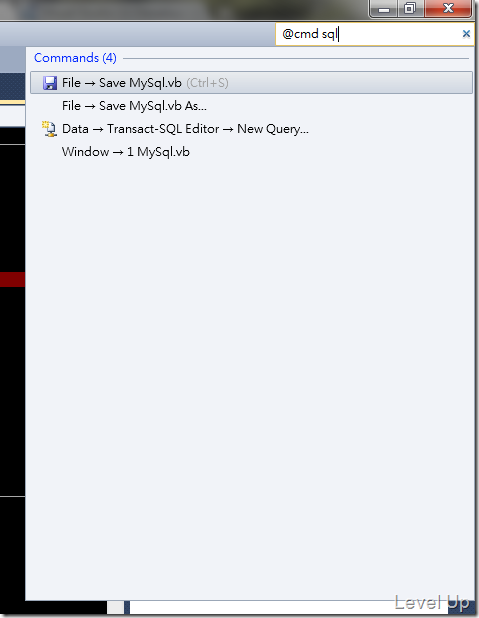 @cmd sql
Commands (4)
File → Save MySql.vb (Ctrl+S)
File → Save MySql.vb As...
Data → Transact-SQL Editor → New Query...
Window → 1 MySql.vb
Level Up